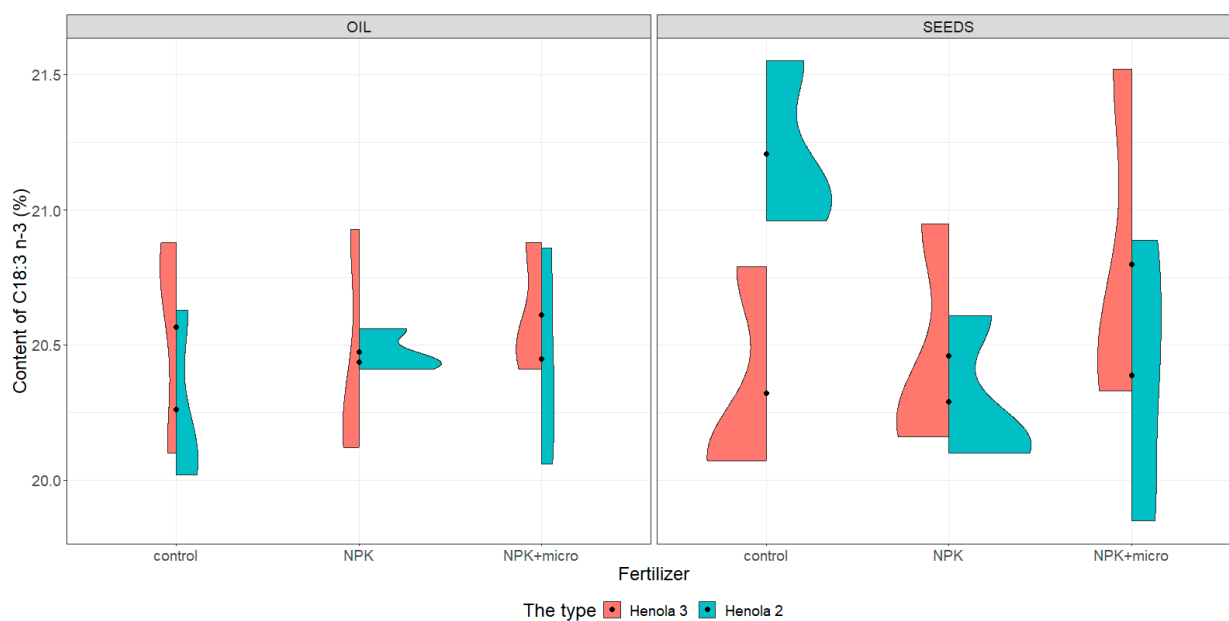 OIL
SEEDS
Content of C18:3 n-3 (%)
21.5
21.0
20.5
20.0
control
NPK
NPK+micro
control
NPK
NPK+micro
Fertilizer
The type Henola 3 Henola 2